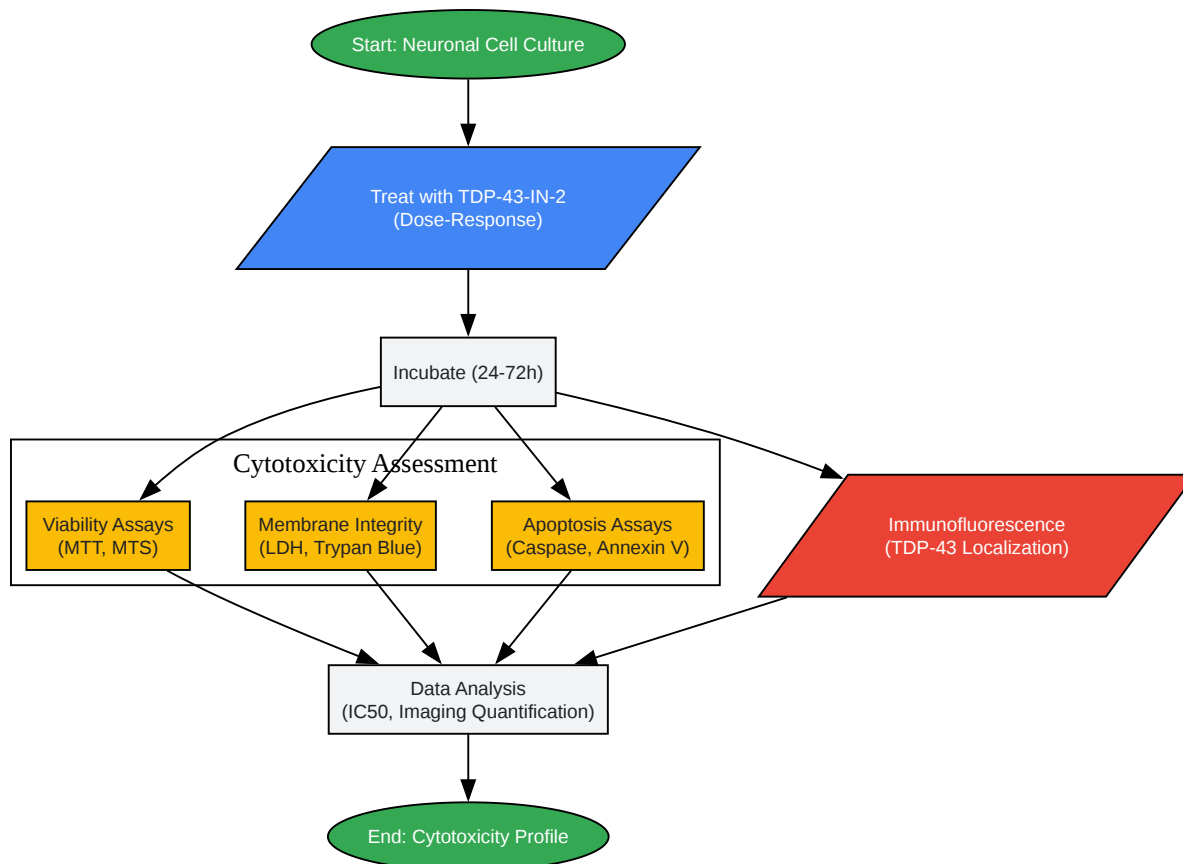 Start: Neuronal Cell Culture
Treat with TDP-43-IN-2
(Dose-Response)
Incubate (24-72h)
Cytotoxicity Assessment
Viability Assays
(MTT, MTS)
Membrane Integrity
(LDH, Trypan Blue)
Apoptosis Assays
(Caspase, Annexin V)
Immunofluorescence
(TDP-43 Localization)
Data Analysis
(IC50, Imaging Quantification)
End: Cytotoxicity Profile